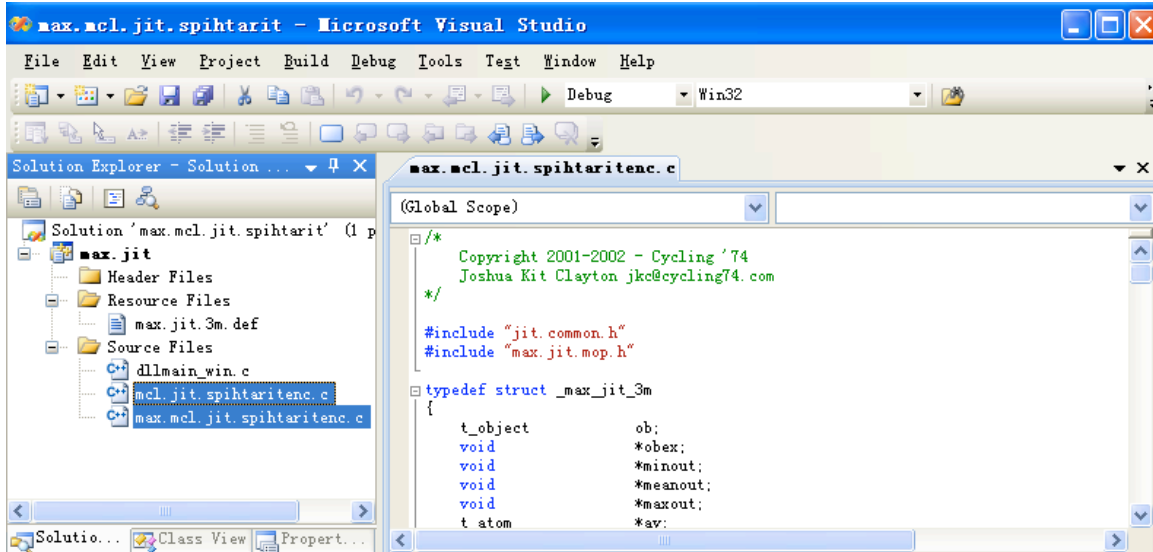 max.mcl.jit.spihtarit - Microsoft Visual Studio
File Edit View Project Build Debug Tools Test Window Help
Debug Win32
Solution Explorer - Solution ...
max.mcl.jit.spihtaritenc.c
(Global Scope)
Solution 'max.mcl.jit.spihtarit' (1 p
max.jit
Header Files
Resource Files
max.jit.3m.def
Source Files
dllmain_win.c
mcl.jit.spihtaritenc.c
max.mcl.jit.spihtaritenc.c
/*
Copyright 2001-2002 - Cycling '74
Joshua Kit Clayton jkc@cycling74.com
*/
#include "jit.common.h"
#include "max.jit.mop.h"
typedef struct _max_jit_3m
{
t_object ob;
void *obex;
void *minout;
void *meanout;
void *maxout;
t_atom *av;
Solutio... Class View Propert...